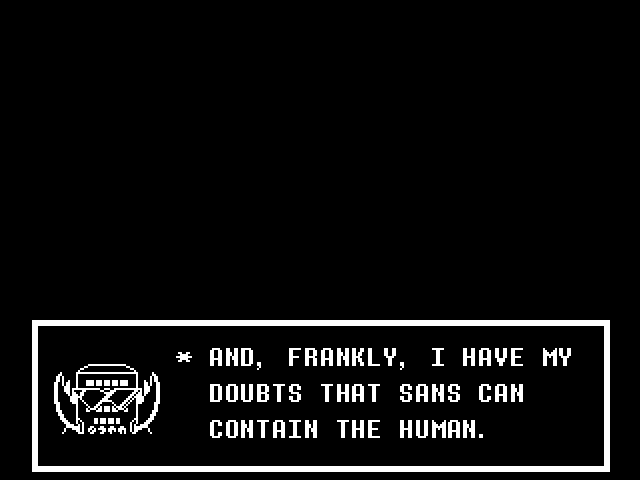 * AND, FRANKLY, I HAVE MY
DOUBTS THAT SANS CAN
CONTAIN THE HUMAN.